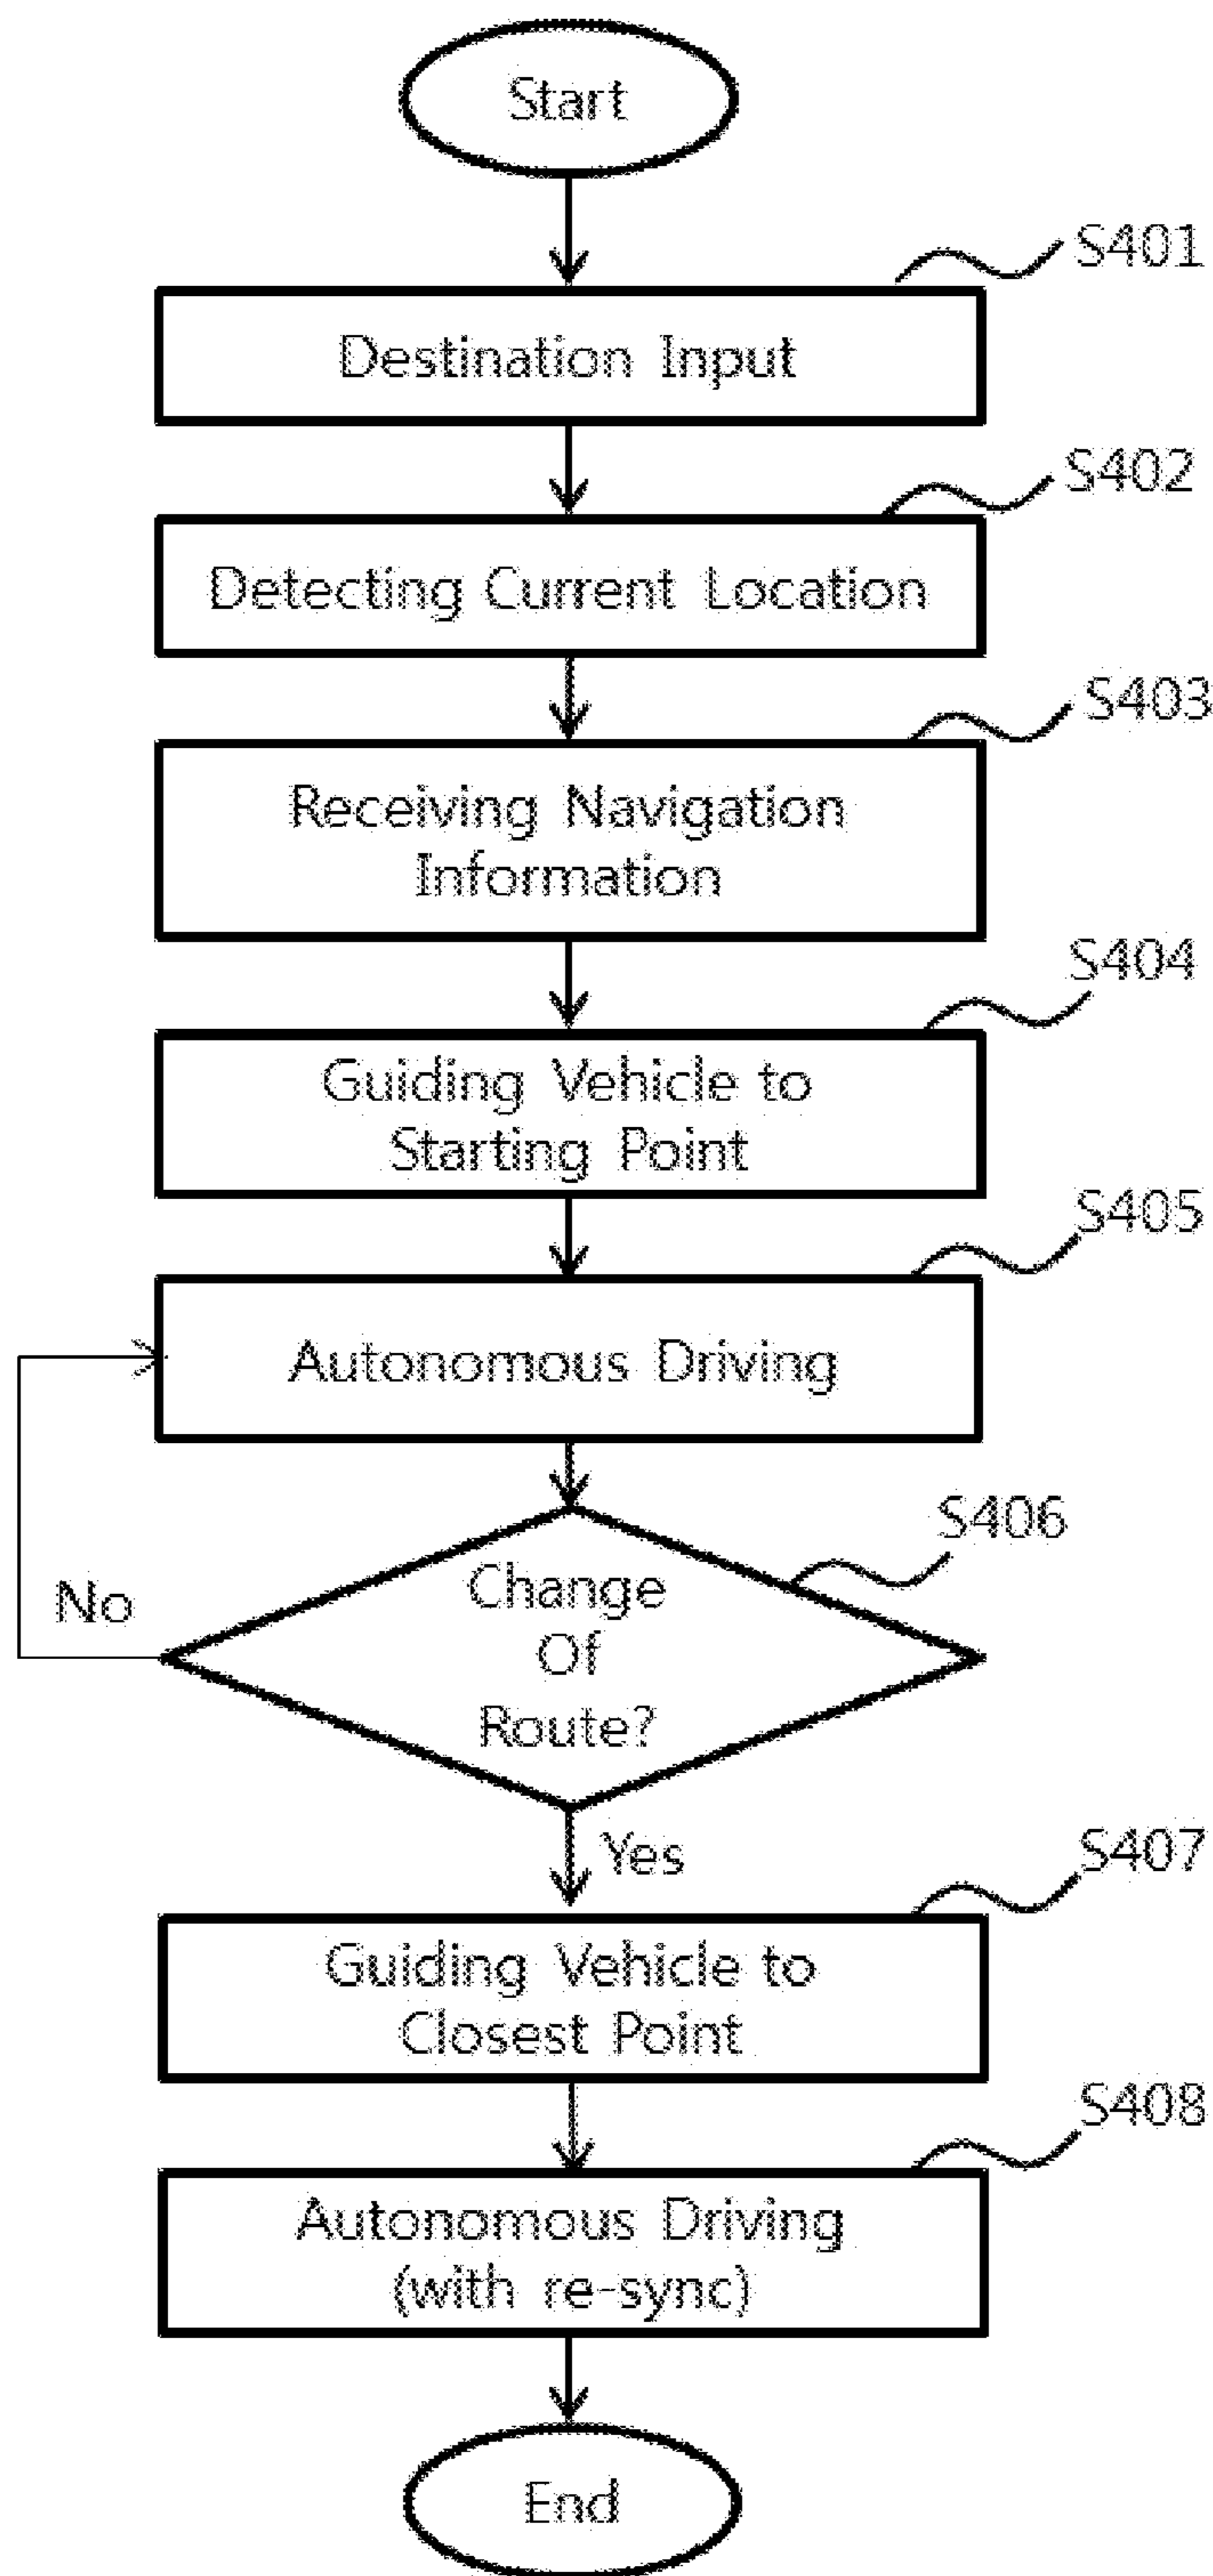 Start
S401
Destination Input
S402
Detecting Current Location
S403
Receiving Navigation
Information
S404
Guiding Vehicle to
Starting Point
S405
Autonomous Driving
S406
Change
Of
Route?
No
Yes
S407
Guiding Vehicle to
Closest Point
S408
Autonomous Driving
(with re-sync)
End